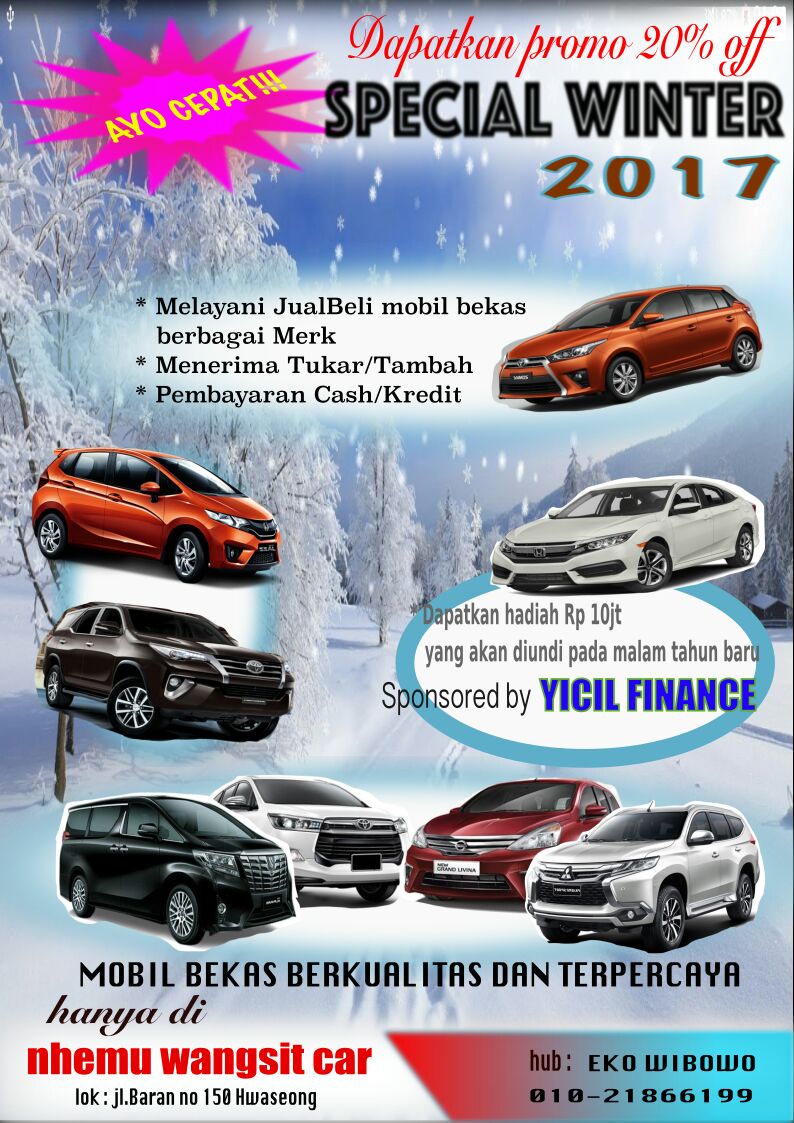 Dapatkan promo 20% off
AYO CEPAT!!!
SPECIAL WINTER
2017
* Melayani JualBeli mobil bekas
berbagai Merk
* Menerima Tukar/Tambah
* Pembayaran Cash/Kredit
*Dapatkan hadiah Rp 10jt
yang akan diundi pada malam tahun baru
Sponsored by YICIL FINANCE
NEW
GRAND LIVINA
MOBIL BEKAS BERKUALITAS DAN TERPERCAYA
hanya di
nhemu wangsit car
lok : jl.Baran no 150 Hwaseong
hub : EKO WIBOWO
010-21866199